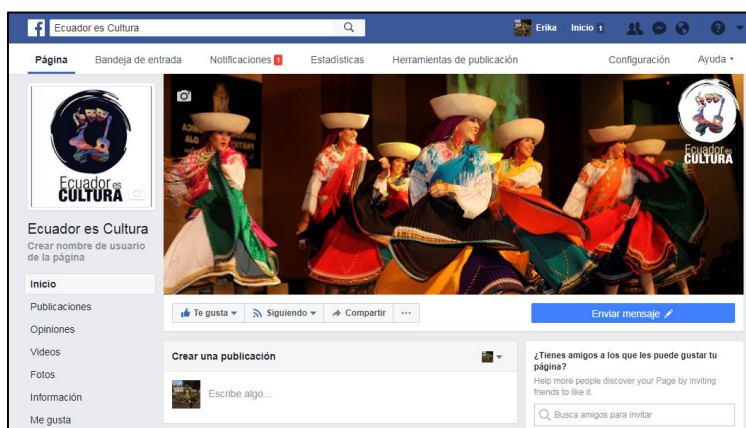 Ecuador es Cultura
Erika Inicio 1
Página Bandeja de entrada Notificaciones 1 Estadísticas Herramientas de publicación Configuración Ayuda
Ecuador es
CULTURA
Ecuador es
CULTURA
Ecuador es Cultura
Crear nombre de usuario
de la página
Inicio
Publicaciones
Opiniones
Videos
Fotos
Información
Me gusta
Te gusta Siguiendo Compartir ...
Enviar mensaje
Crear una publicación
Escribe algo...
¿Tienes amigos a los que les puede gustar tu
página?
Help more people discover your Page by inviting
friends to like it.
Busca amigos para invitar